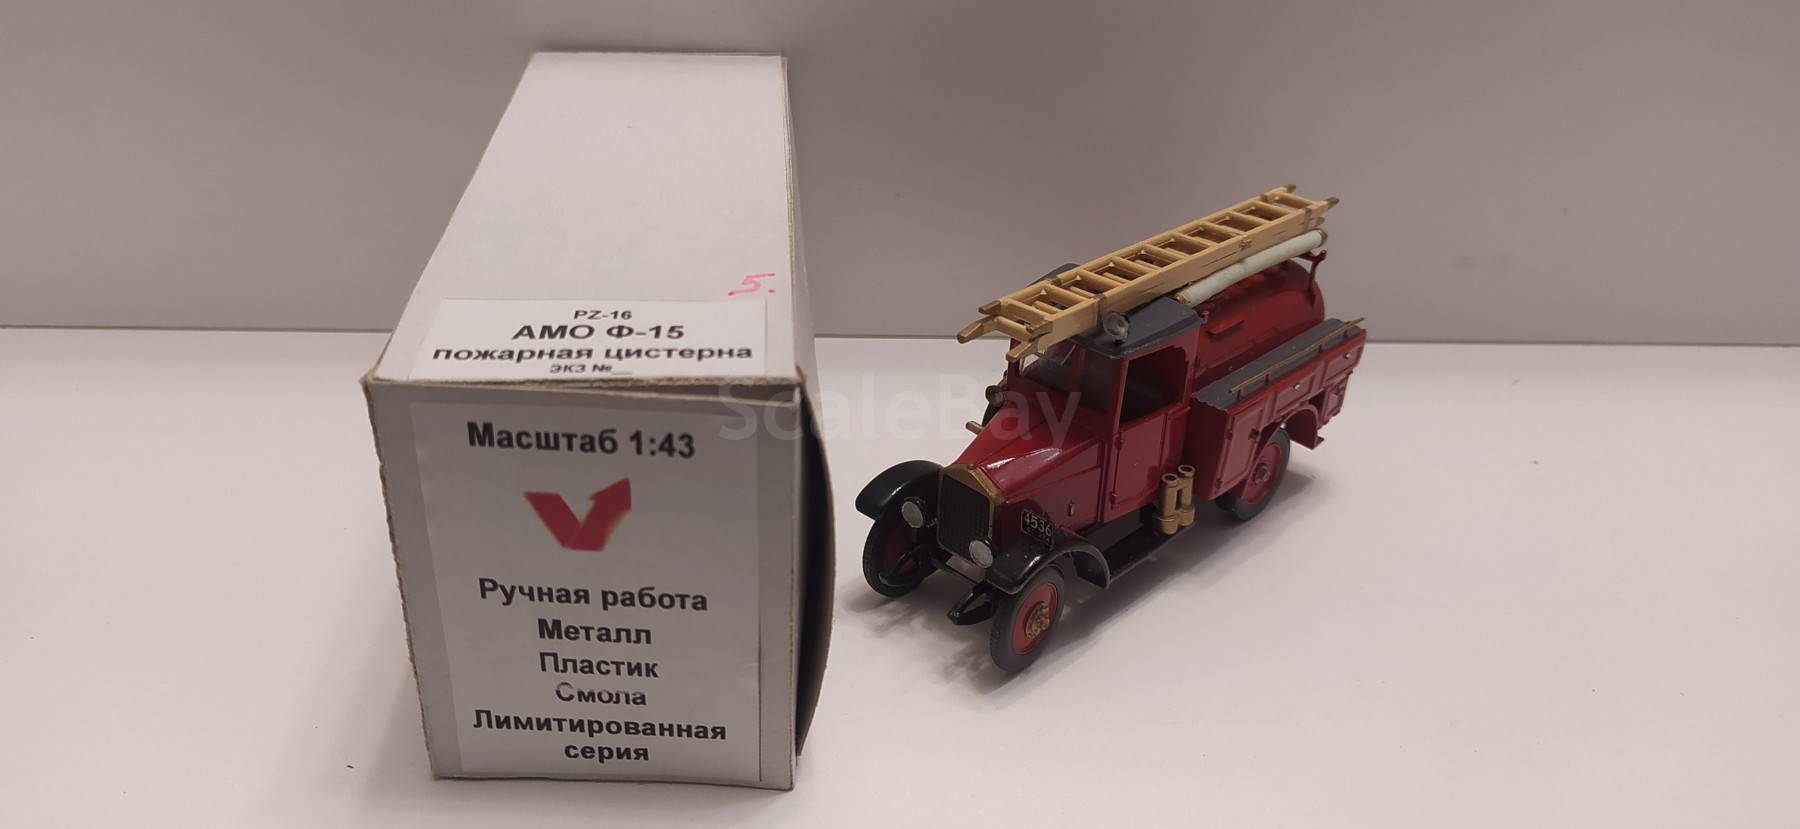 5.
PZ-16
АМО Ф-15
пожарная цистерна
ЭКЗ №__
Масштаб 1:43
Ручная работа
Металл
Пластик
Смола
Лимитированная
серия
4536
ScaleBay